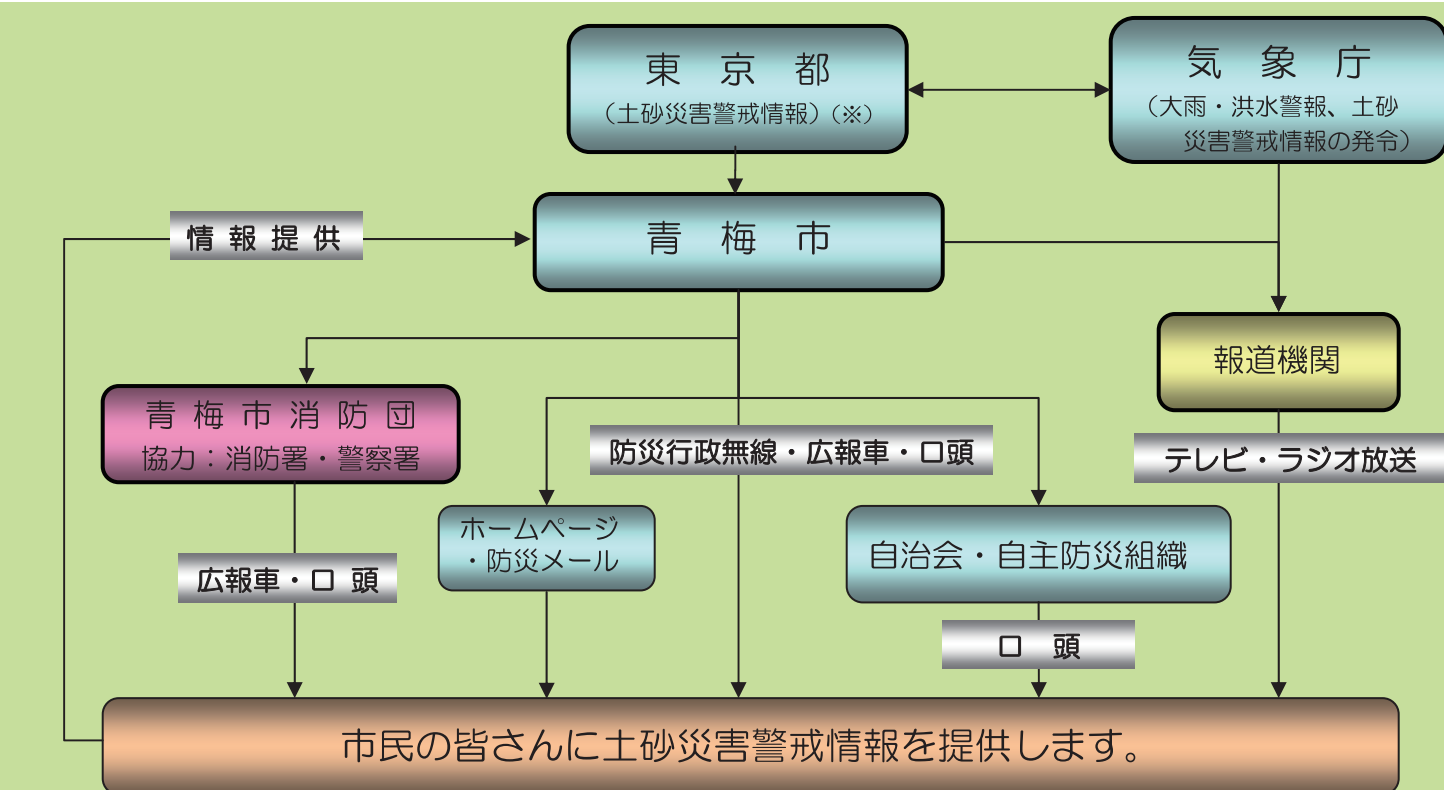 東京都
(土砂災害警戒情報)(※)
気象庁
(大雨・洪水警報、土砂
災害警戒情報の発令)
情報提供
青梅市
報道機関
青梅市消防団
協力:消防署・警察署
防災行政無線・広報車・口頭
テレビ・ラジオ放送
ホームページ
・防災メール
自治会・自主防災組織
広報車・口頭
口頭
市民の皆さんに土砂災害警戒情報を提供します。